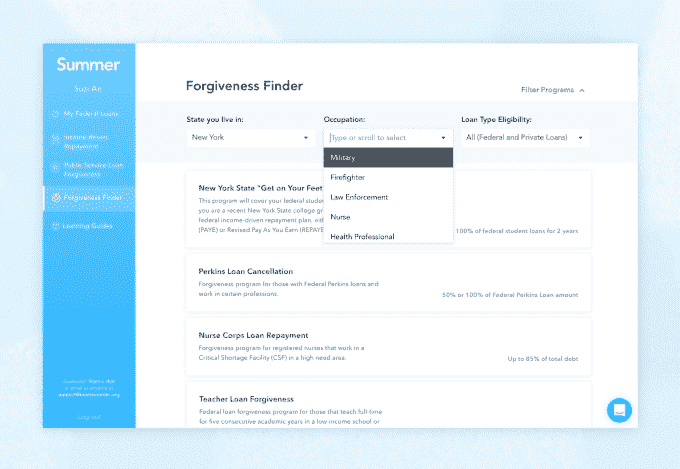 Summer
Suze An
My Federal Loans
Income-driven
Repayment
Public Service Loan
Forgiveness
Forgiveness Finder
Learning Guides
Log out
Forgiveness Finder
Filter Programs
State you live in:
New York
Occupation:
Type or scroll to select
Military
Firefighter
Law Enforcement
Nurse
Health Professional
Loan Type Eligibility:
All (Federal and Private Loans)
New York State "Get on Your Feet
This program will cover your federal student
you are a recent New York State college gr
federal income-driven repayment plan, eit
(PAYE) or Revised Pay As You Earn (REPAYE
100% of federal student loans for 2 years
Perkins Loan Cancellation
Forgiveness program for those with Federal Perkins loans and
work in certain professions.
50% or 100% of Federal Perkins Loan amount
Nurse Corps Loan Repayment
Forgiveness program for registered nurses that work in a
Critical Shortage Facility (CSF) in a high need area.
Up to 85% of total debt
Teacher Loan Forgiveness
Federal loan forgiveness program for those that teach full-time
for five consecutive academic years in a low-income school or